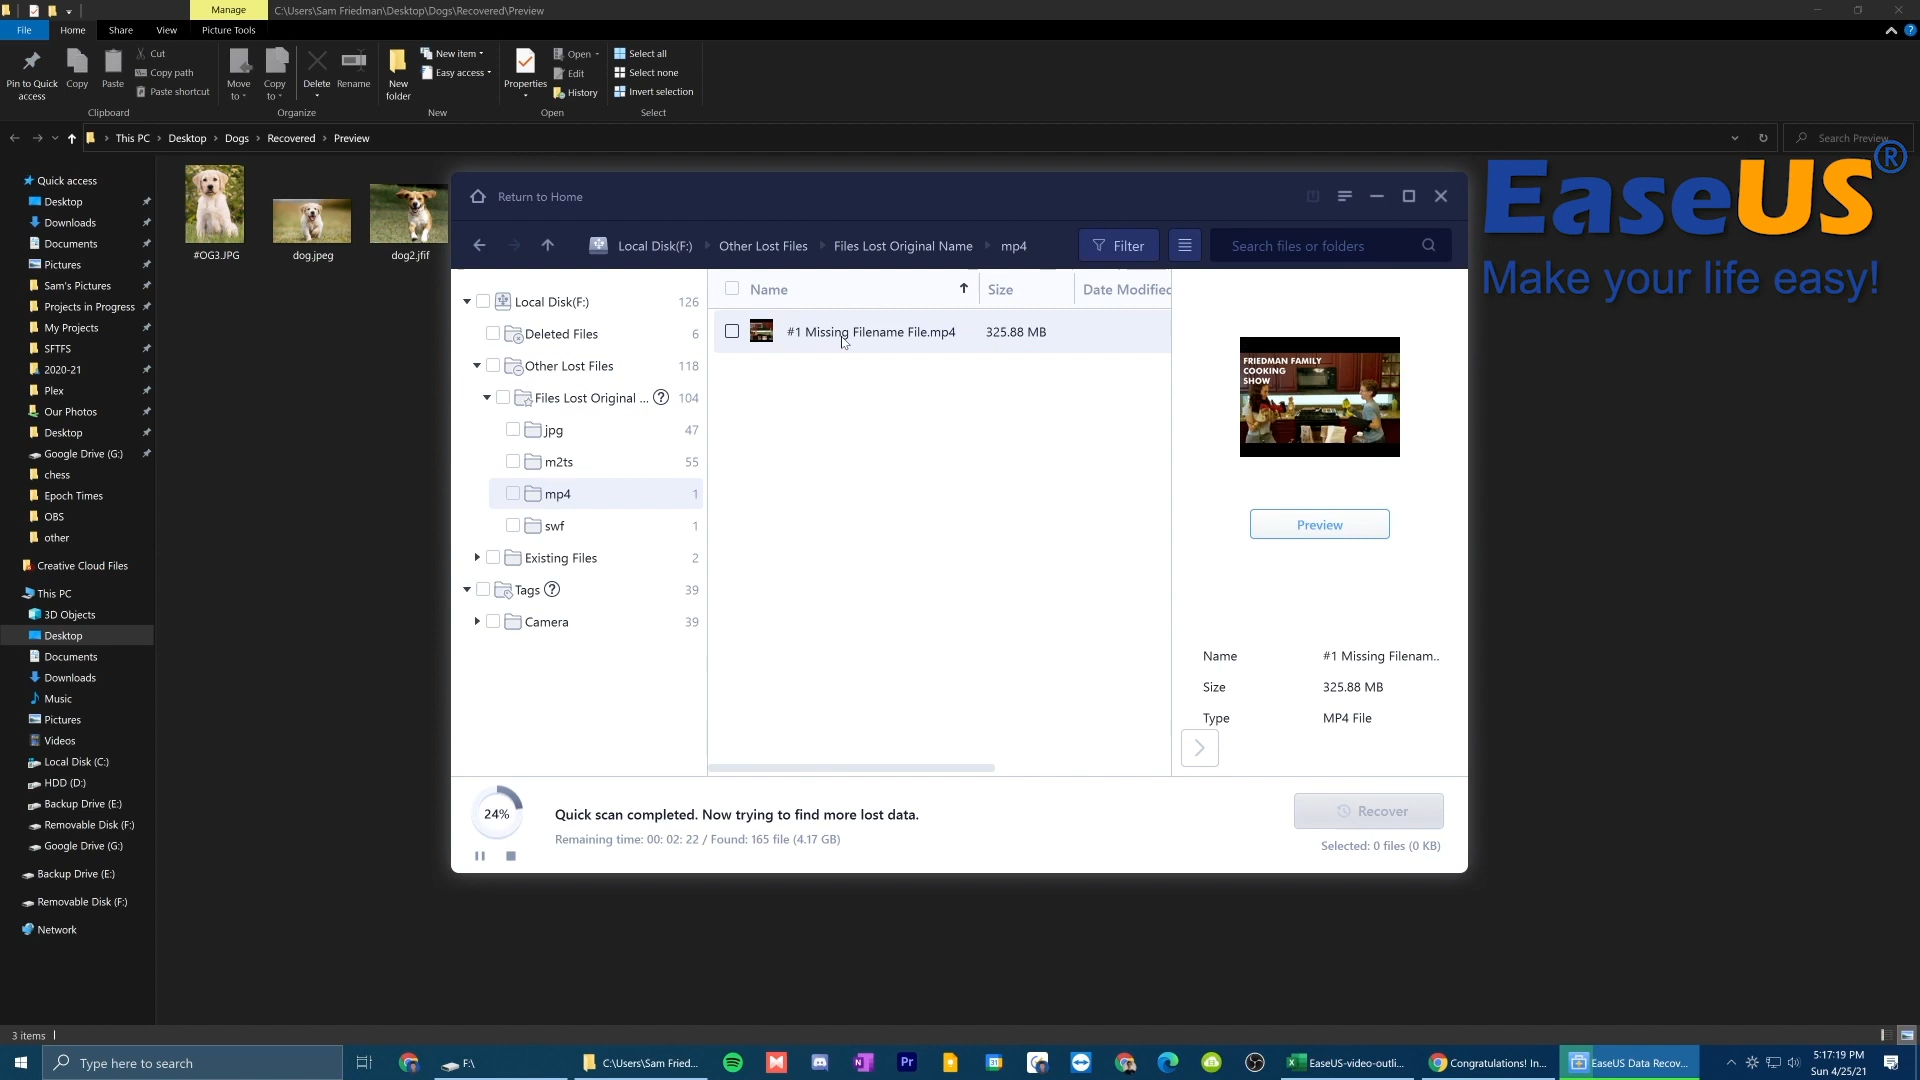 Manage
C:\Users\Sam Friedman\Desktop\Dogs\Recovered\Preview
File
Home
Share
View
Picture Tools
Pin to Quick access
Copy
Paste
Cut
Copy path
Paste shortcut
Clipboard
Move to
Copy to
Delete
Rename
Organize
New folder
New item
Easy access
New
Properties
Open
Edit
History
Open
Select all
Select none
Invert selection
Select
This PC > Desktop > Dogs > Recovered > Preview
Search Preview
Quick access
Desktop
Downloads
Documents
Pictures
Sam's Pictures
Projects in Progress
My Projects
SFTFS
2020-21
Plex
Our Photos
Desktop
Google Drive (G:)
chess
Epoch Times
OBS
other
Creative Cloud Files
This PC
3D Objects
Desktop
Documents
Downloads
Music
Pictures
Videos
Local Disk (C:)
HDD (D:)
Backup Drive (E:)
Removable Disk (F:)
Google Drive (G:)
Backup Drive (E:)
Removable Disk (F:)
Network
#OG3.JPG
dog.jpeg
dog2.jfif
EaseUS®
Make your life easy!
Return to Home
Local Disk(F:)
Other Lost Files
Files Lost Original Name
mp4
Filter
Search files or folders
Local Disk(F:) 126
Deleted Files 6
Other Lost Files 118
Files Lost Original ... ? 104
jpg 47
m2ts 55
mp4 1
swf 1
Existing Files 2
Tags ? 39
Camera 39
Name
Size
Date Modified
#1 Missing Filename File.mp4
325.88 MB
FRIEDMAN FAMILY
COOKING
SHOW
Preview
Name #1 Missing Filenam..
Size 325.88 MB
Type MP4 File
24%
Quick scan completed. Now trying to find more lost data.
Remaining time: 00: 02: 22 / Found: 165 file (4.17 GB)
Recover
Selected: 0 files (0 KB)
3 items
Type here to search
F:\
C:\Users\Sam Fried...
Pr
EaseUS-video-outli...
Congratulations! In...
EaseUS Data Recov...
5:17:19 PM
Sun 4/25/21